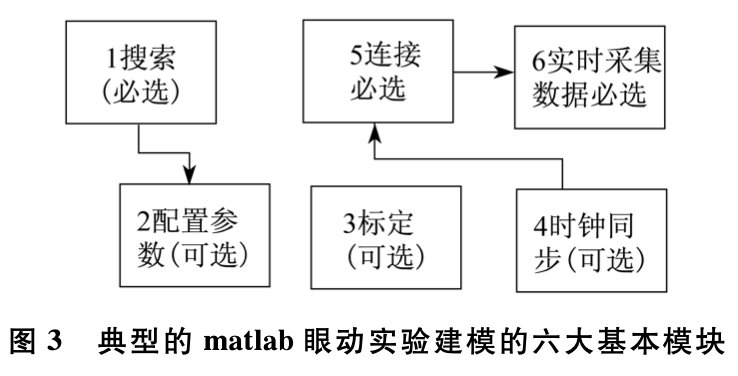 1搜索
(必选)
2配置参
数(可选)
3标定
(可选)
4时钟同
步(可选)
5连接
必选
6实时采集
数据必选
图 3 典型的 matlab 眼动实验建模的六大基本模块